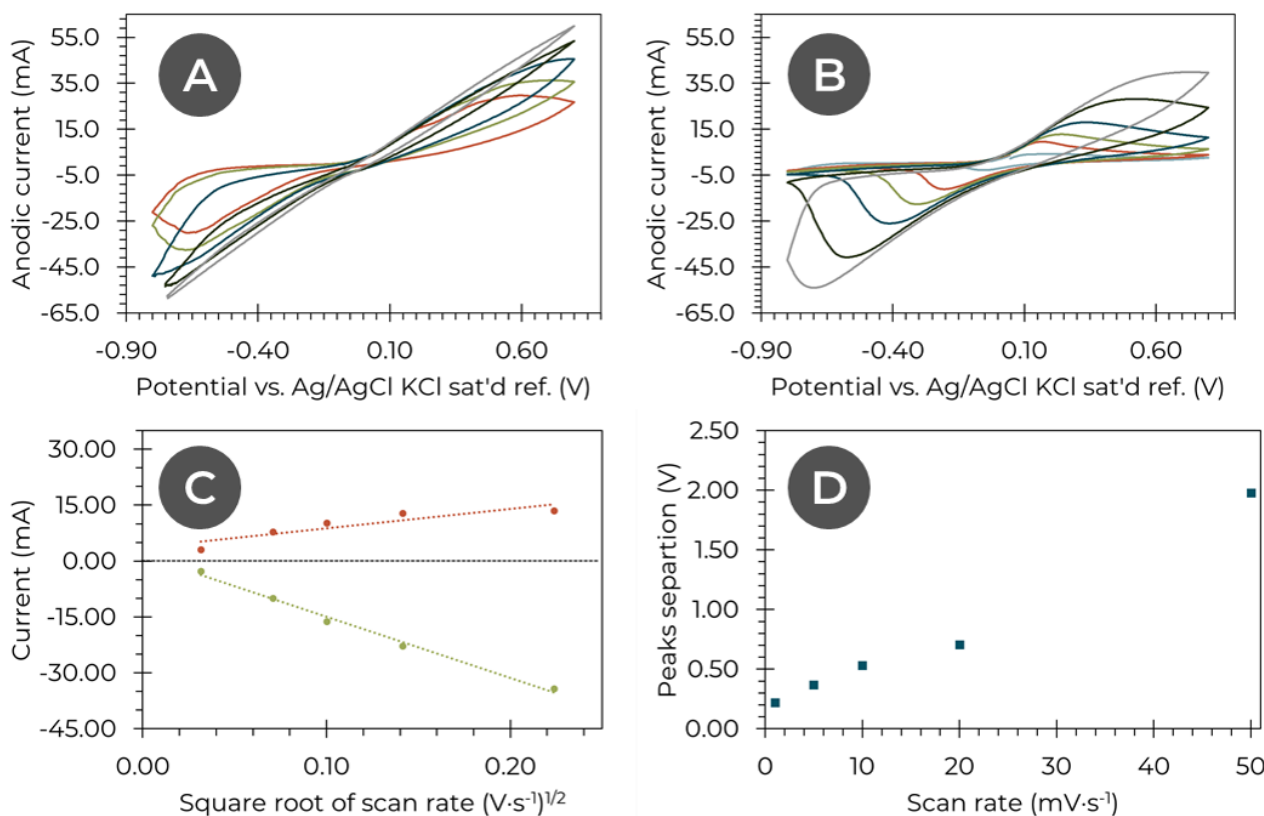 A
Anodic current (mA)
55.0
35.0
15.0
-5.0
-25.0
-45.0
-65.0
-0.90 -0.40 0.10 0.60
Potential vs. Ag/AgCl KCl sat'd ref. (V)
B
Anodic current (mA)
55.0
35.0
15.0
-5.0
-25.0
-45.0
-65.0
-0.90 -0.40 0.10 0.60
Potential vs. Ag/AgCl KCl sat'd ref. (V)
C
Current (mA)
30.00
15.00
0.00
-15.00
-30.00
-45.00
0.00 0.10 0.20
Square root of scan rate (V·s⁻¹)¹/²
D
Peaks separtion (V)
2.50
2.00
1.50
1.00
0.50
0.00
0 10 20 30 40 50
Scan rate (mV·s⁻¹)